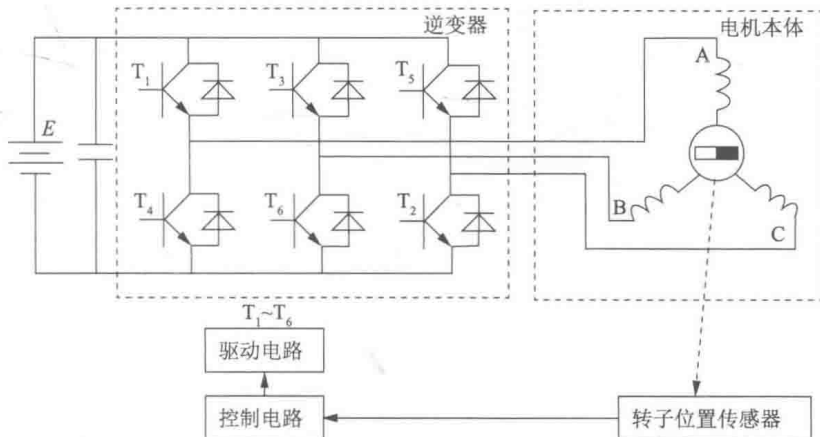 逆变器
电机本体
T₁
T₃
T₅
A
E
T₄
T₆
T₂
B
C
T₁~T₆
驱动电路
控制电路
转子位置传感器